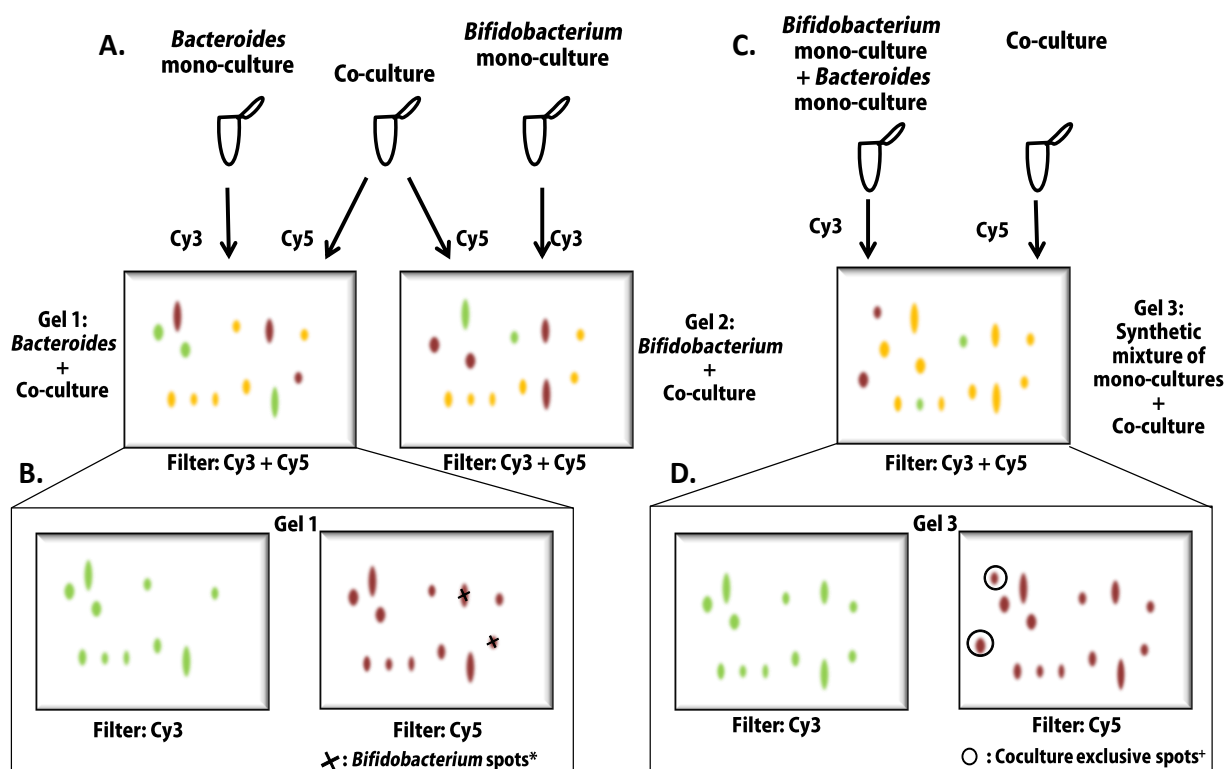 A.
Bacteroides
mono-culture
Co-culture
Bifidobacterium
mono-culture
Cy3
Cy5
Cy5
Cy3
Gel 1:
Bacteroides
+
Co-culture
Gel 2:
Bifidobacterium
+
Co-culture
Filter: Cy3 + Cy5
Filter: Cy3 + Cy5
B.
Gel 1
Filter: Cy3
Filter: Cy5
: Bifidobacterium spots*
C.
Bifidobacterium
mono-culture
+ Bacteroides
mono-culture
Co-culture
Cy3
Cy5
Gel 3:
Synthetic
mixture of
mono-cultures
+
Co-culture
Filter: Cy3 + Cy5
D.
Gel 3
Filter: Cy3
Filter: Cy5
: Coculture exclusive spots+